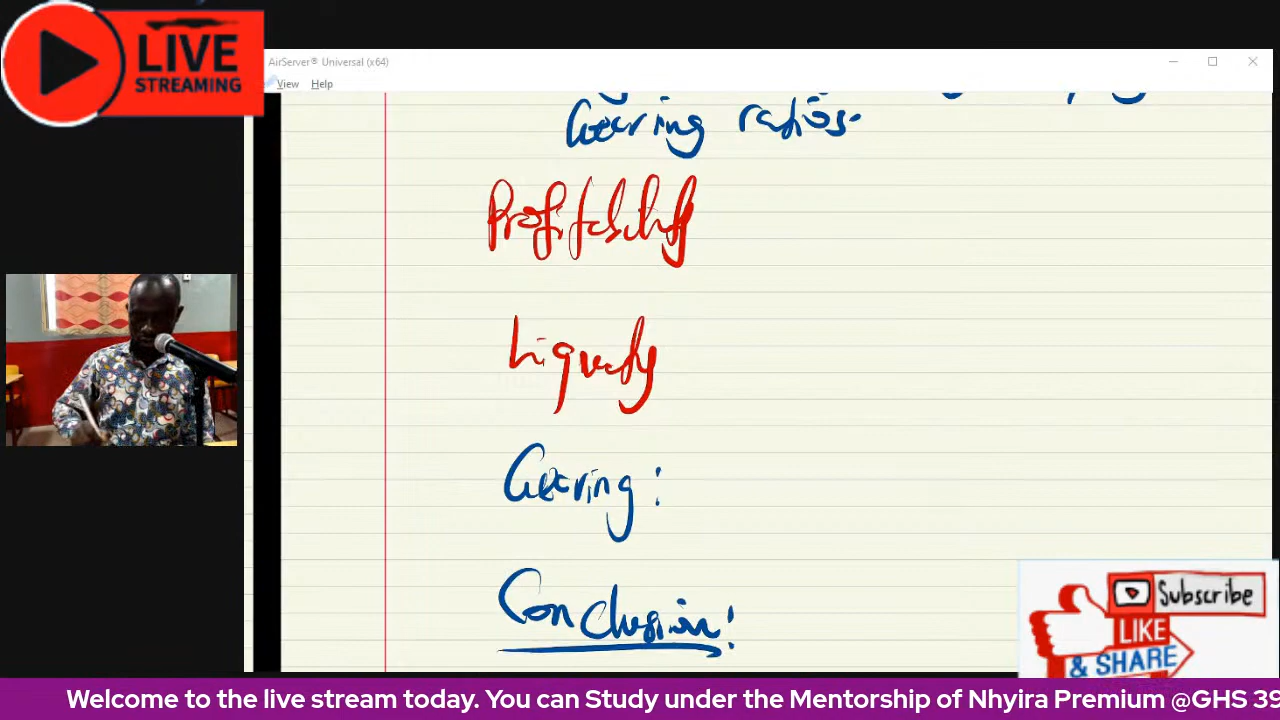 LIVE
STREAMING
AirServer® Universal (x64)
View Help
Gearing ratios.
Profitability
Liquidity
Gearing:
Conclusion:
Subscribe
LIKE
& SHARE
Welcome to the live stream today. You can Study under the Mentorship of Nhyira Premium @GHS 39